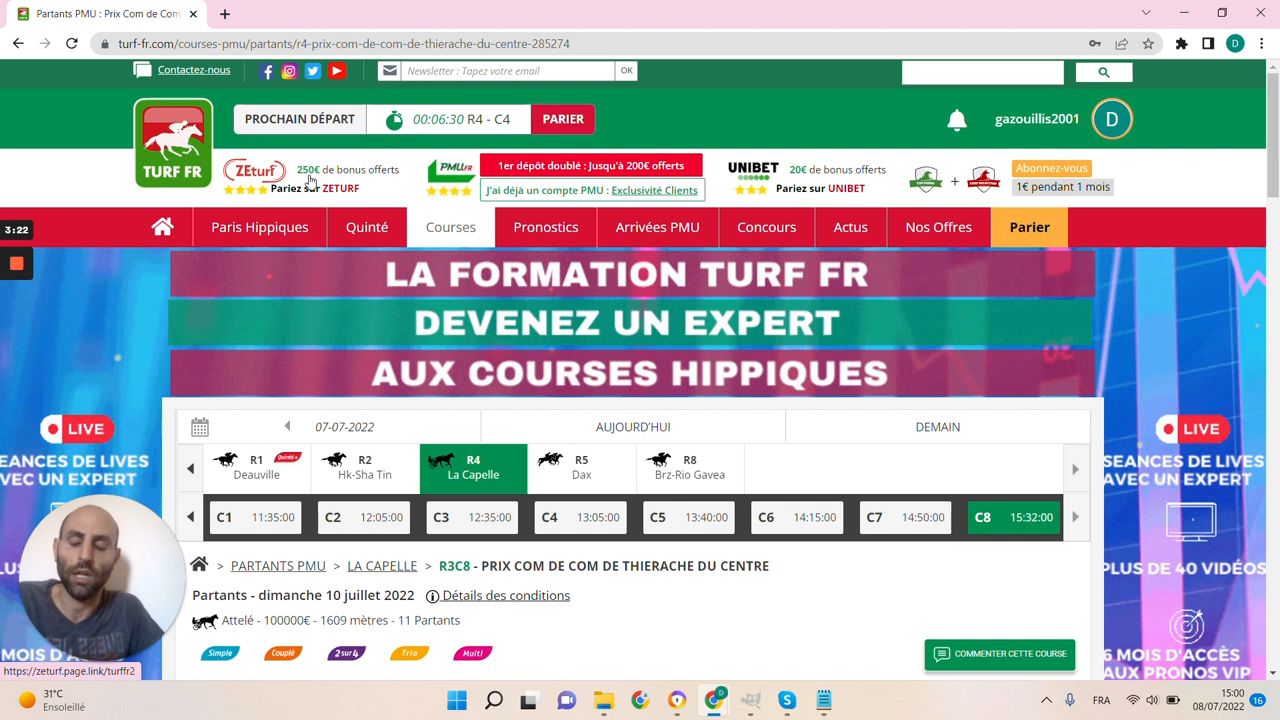 Partants PMU : Prix Com de Com
turf-fr.com/courses-pmu/partants/r4-prix-com-de-com-de-thierache-du-centre-285274
D
Contactez-nous
Newsletter : Tapez votre email
OK
TURF FR
PROCHAIN DÉPART
00:06:30 R4 - C4
PARIER
gazouillis2001
D
ZEturf
250€ de bonus offerts
Pariez sur ZETURF
PMU.FR
1er dépôt doublé : Jusqu'à 200€ offerts
J'ai déjà un compte PMU : Exclusivité Clients
UNIBET
20€ de bonus offerts
Pariez sur UNIBET
+
Abonnez-vous
1€ pendant 1 mois
Paris Hippiques
Quinté
Courses
Pronostics
Arrivées PMU
Concours
Actus
Nos Offres
Parier
3:22
LA FORMATION TURF FR
DEVENEZ UN EXPERT
AUX COURSES HIPPIQUES
LIVE
EANCES DE LIVES
AVEC UN EXPERT
MOIS D'A
07-07-2022
AUJOURD'HUI
DEMAIN
R1 Quinté+
Deauville
R2
Hk-Sha Tin
R4
La Capelle
R5
Dax
R8
Brz-Rio Gavea
C1 11:35:00
C2 12:05:00
C3 12:35:00
C4 13:05:00
C5 13:40:00
C6 14:15:00
C7 14:50:00
C8 15:32:00
> PARTANTS PMU > LA CAPELLE > R3C8 - PRIX COM DE COM DE THIERACHE DU CENTRE
Partants - dimanche 10 juillet 2022
Détails des conditions
Attelé - 100000€ - 1609 mètres - 11 Partants
Simple
Couplé
2sur4
Trio
Multi
COMMENTER CETTE COURSE
LIVE
SEANCES DE LIVES
AVEC UN EXPERT
PLUS DE 40 VIDÉOS
6 MOIS D'ACCÈS
AUX PRONOS VIP
https://zeturf.page.link/turffr2
31°C
Ensoleillé
FRA
15:00
08/07/2022
16